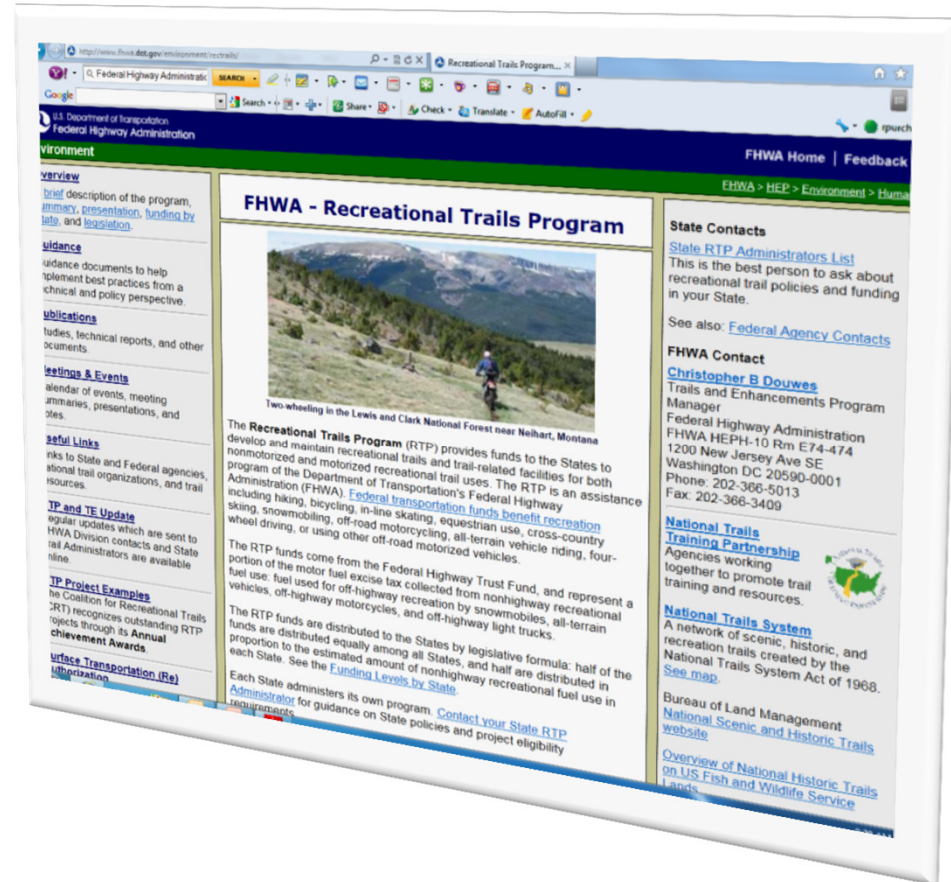 http://www.fhwa.dot.gov/environment/rectrails/
Recreational Trails Program...
Federal Highway Administratic
SEARCH
Google
Search
Share
Check
Translate
AutoFill
rpurch
U.S. Department of Transportation
Federal Highway Administration
FHWA Home | Feedback
vironment
FHWA > HEP > Environment > Huma
verview
brief description of the program,
ummary, presentation, funding by
tate, and legislation.
uidance
uidance documents to help
mplement best practices from a
chnical and policy perspective.
ublications
tudies, technical reports, and other
ocuments.
eetings & Events
alendar of events, meeting
ummaries, presentations, and
otes.
seful Links
nks to State and Federal agencies,
ational trail organizations, and trail
esources.
TP and TE Update
egular updates which are sent to
HWA Division contacts and State
rail Administrators are available
nline.
TP Project Examples
he Coalition for Recreational Trails
CRT) recognizes outstanding RTP
rojects through its Annual
chievement Awards.
urface Transportation (Re)
uthorization
FHWA - Recreational Trails Program
Two-wheeling in the Lewis and Clark National Forest near Neihart, Montana
The Recreational Trails Program (RTP) provides funds to the States to
develop and maintain recreational trails and trail-related facilities for both
nonmotorized and motorized recreational trail uses. The RTP is an assistance
program of the Department of Transportation's Federal Highway
Administration (FHWA). Federal transportation funds benefit recreation
including hiking, bicycling, in-line skating, equestrian use, cross-country
skiing, snowmobiling, off-road motorcycling, all-terrain vehicle riding, four-
wheel driving, or using other off-road motorized vehicles.
The RTP funds come from the Federal Highway Trust Fund, and represent a
portion of the motor fuel excise tax collected from nonhighway recreational
fuel use: fuel used for off-highway recreation by snowmobiles, all-terrain
vehicles, off-highway motorcycles, and off-highway light trucks.
The RTP funds are distributed to the States by legislative formula: half of the
funds are distributed equally among all States, and half are distributed in
proportion to the estimated amount of nonhighway recreational fuel use in
each State. See the Funding Levels by State.
Each State administers its own program. Contact your State RTP
Administrator for guidance on State policies and project eligibility
requirements.
State Contacts
State RTP Administrators List
This is the best person to ask about
recreational trail policies and funding
in your State.
See also: Federal Agency Contacts
FHWA Contact
Christopher B Douwes
Trails and Enhancements Program
Manager
Federal Highway Administration
FHWA HEPH-10 Rm E74-474
1200 New Jersey Ave SE
Washington DC 20590-0001
Phone: 202-366-5013
Fax: 202-366-3409
National Trails
Training Partnership
Agencies working
together to promote trail
training and resources.
National Trails System
A network of scenic, historic, and
recreation trails created by the
National Trails System Act of 1968.
See map.
Bureau of Land Management
National Scenic and Historic Trails
website
Overview of National Historic Trails
on US Fish and Wildlife Service
Lands